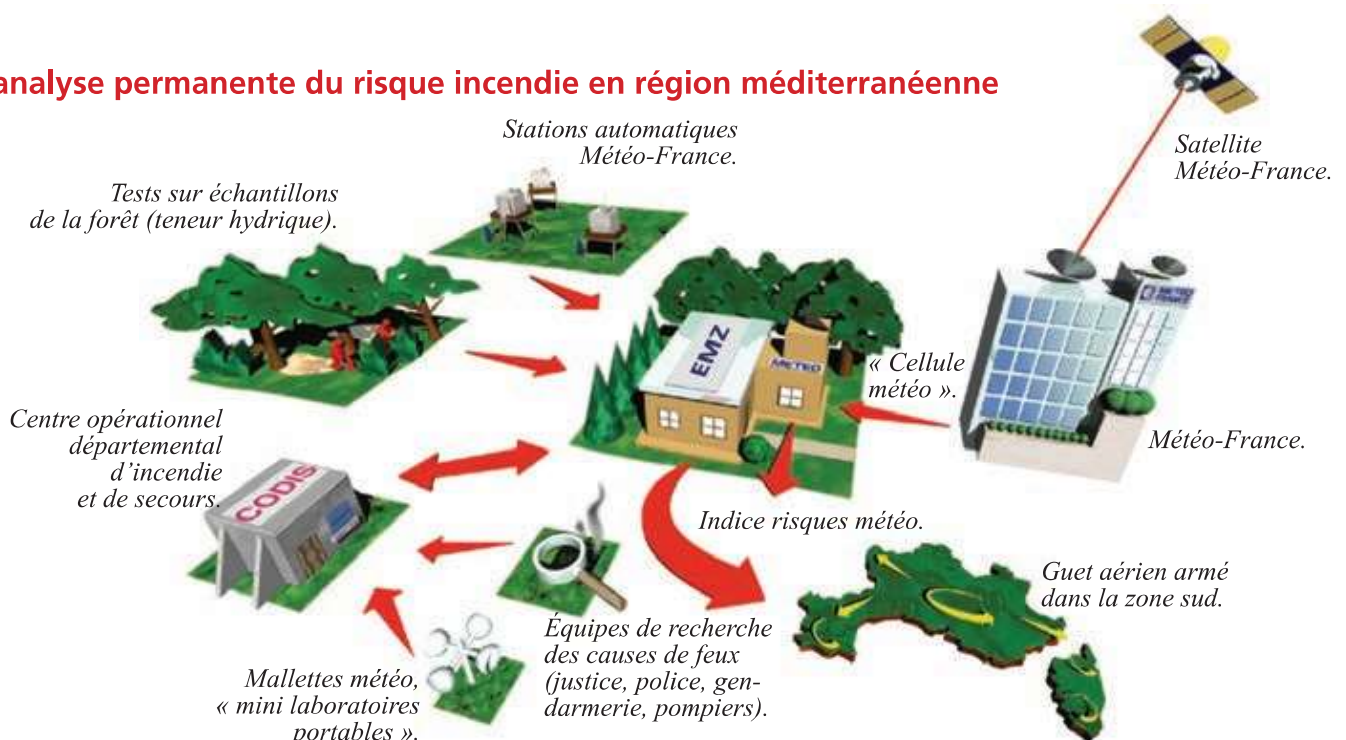 analyse permanente du risque incendie en région méditerranéenne
Stations automatiques
Météo-France.
Satellite
Météo-France.
Tests sur échantillons
de la forêt (teneur hydrique).
EMZ
METEO
METEO
FRANCE
« Cellule
météo ».
Météo-France.
Centre opérationnel
départemental
d’incendie
et de secours.
CODIS
Indice risques météo.
Guet aérien armé
dans la zone sud.
Équipes de recherche
des causes de feux
(justice, police, gen-
darmerie, pompiers).
Mallettes météo,
« mini laboratoires
portables ».